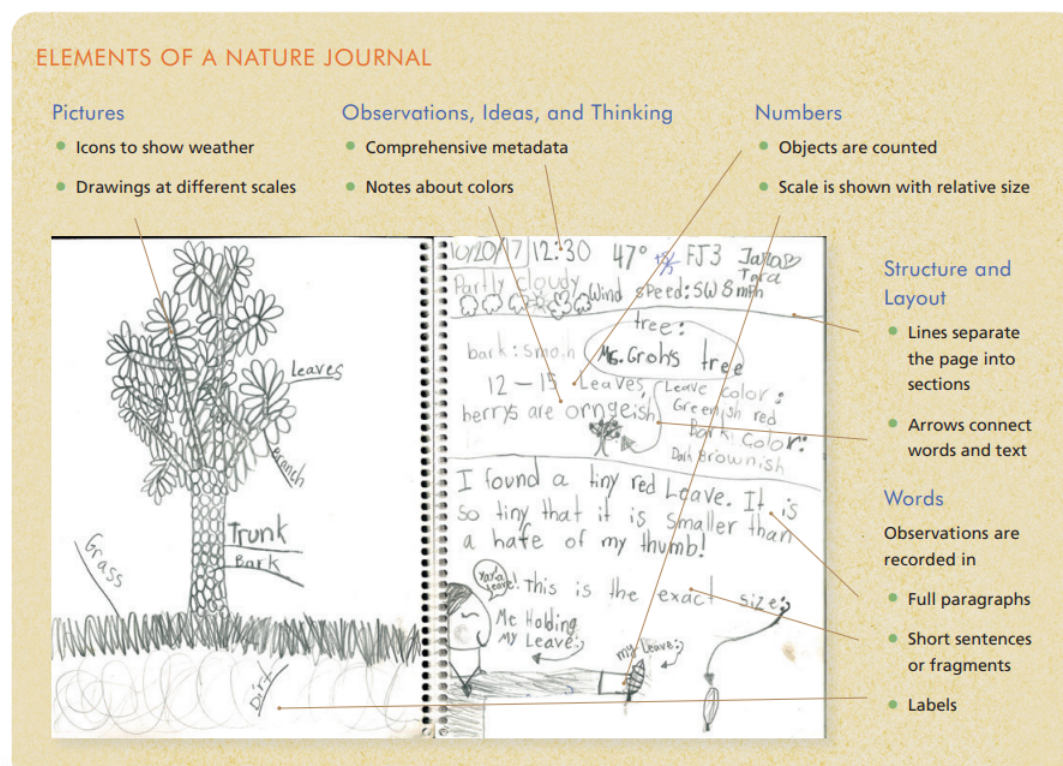 ELEMENTS OF A NATURE JOURNAL
Pictures
Icons to show weather
Drawings at different scales
Observations, Ideas, and Thinking
Comprehensive metadata
Notes about colors
Numbers
Objects are counted
Scale is shown with relative size
Structure and
Layout
Lines separate
the page into
sections
Arrows connect
words and text
Words
Observations are
recorded in
Full paragraphs
Short sentences
or fragments
Labels
leaves
Branch
Trunk
Bark
Grass
Dirt
10/20/17 12:30 47° FJ3
Tara
Partly cloudy
Wind speed: SW 8 mph
tree:
Ms. Groh's tree
bark: smoth
12 - 15 Leaves
berrys are orngeish
Leave color:
Greenish red
Bark Color:
Dark Brownish
I found a tiny red Leave. It is
so tiny that it is smaller than
a hafe of my thumb!
This is the exact size:
Me Holding
My Leave:)
my leave:)